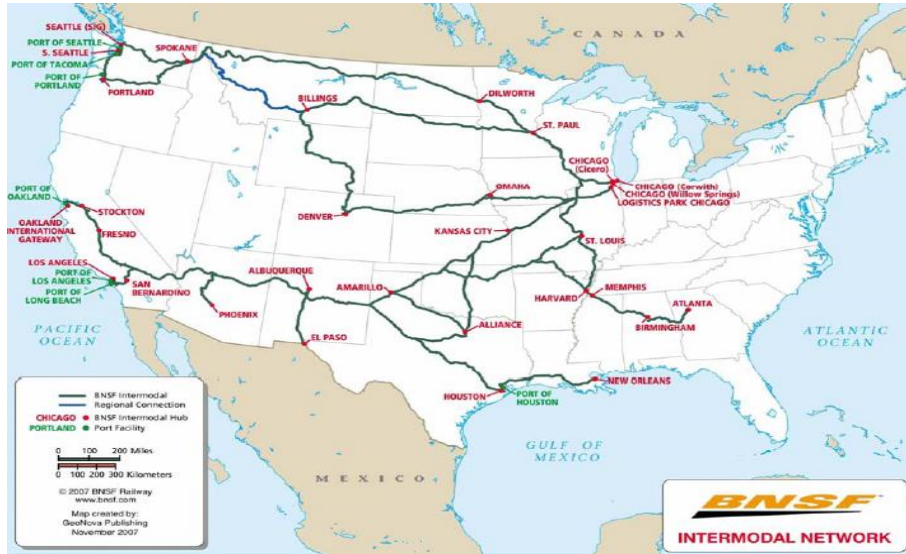 CANADA
SEATTLE (SIG)
PORT OF SEATTLE
S. SEATTLE
PORT OF TACOMA
PORT OF
PORTLAND
PORTLAND
SPOKANE
BILLINGS
DILWORTH
ST. PAUL
CHICAGO
(Cicero)
CHICAGO (Corwith)
CHICAGO (Willow Springs)
LOGISTICS PARK CHICAGO
OMAHA
DENVER
KANSAS CITY
ST. LOUIS
PORT OF
OAKLAND
OAKLAND
INTERNATIONAL
GATEWAY
STOCKTON
FRESNO
LOS ANGELES
PORT OF
LOS ANGELES
PORT OF
LONG BEACH
SAN
BERNARDINO
PHOENIX
ALBUQUERQUE
EL PASO
AMARILLO
ALLIANCE
HARVARD
MEMPHIS
ATLANTA
BIRMINGHAM
HOUSTON
PORT OF
HOUSTON
NEW ORLEANS
PACIFIC
OCEAN
ATLANTIC
OCEAN
GULF OF
MEXICO
MEXICO
BNSF Intermodal
Regional Connection
CHICAGO BNSF Intermodal Hub
PORTLAND Port Facility
0 100 200 Miles
0 100 200 300 Kilometers
© 2007 BNSF Railway
www.bnsf.com
Map created by:
GeoNova Publishing
November 2007
BNSF
INTERMODAL NETWORK